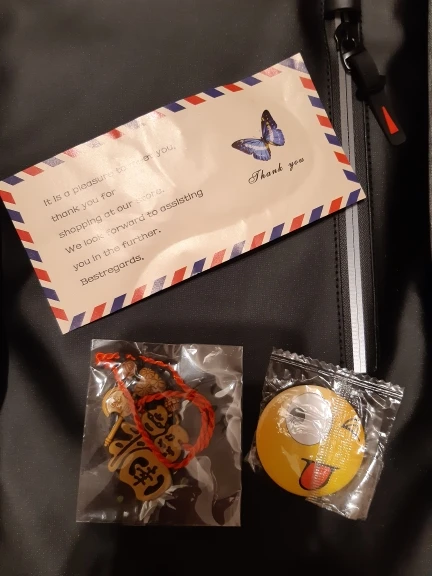 It is a pleasure to meet you,
thank you for
shopping at our store.
We look forward to assisting
you in the further.
Bestregards.
Thank you